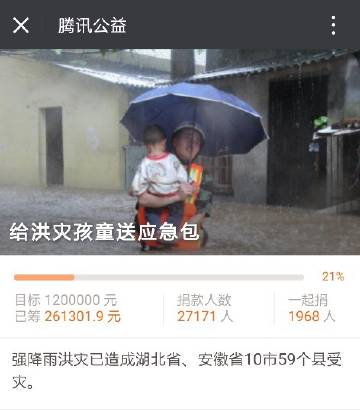 腾讯公益
给洪灾孩童送应急包
21%
目标 1200000 元
已筹 261301.9 元
捐款人数
27171 人
一起捐
1968 人
强降雨洪灾已造成湖北省、安徽省10市59个县受
灾。